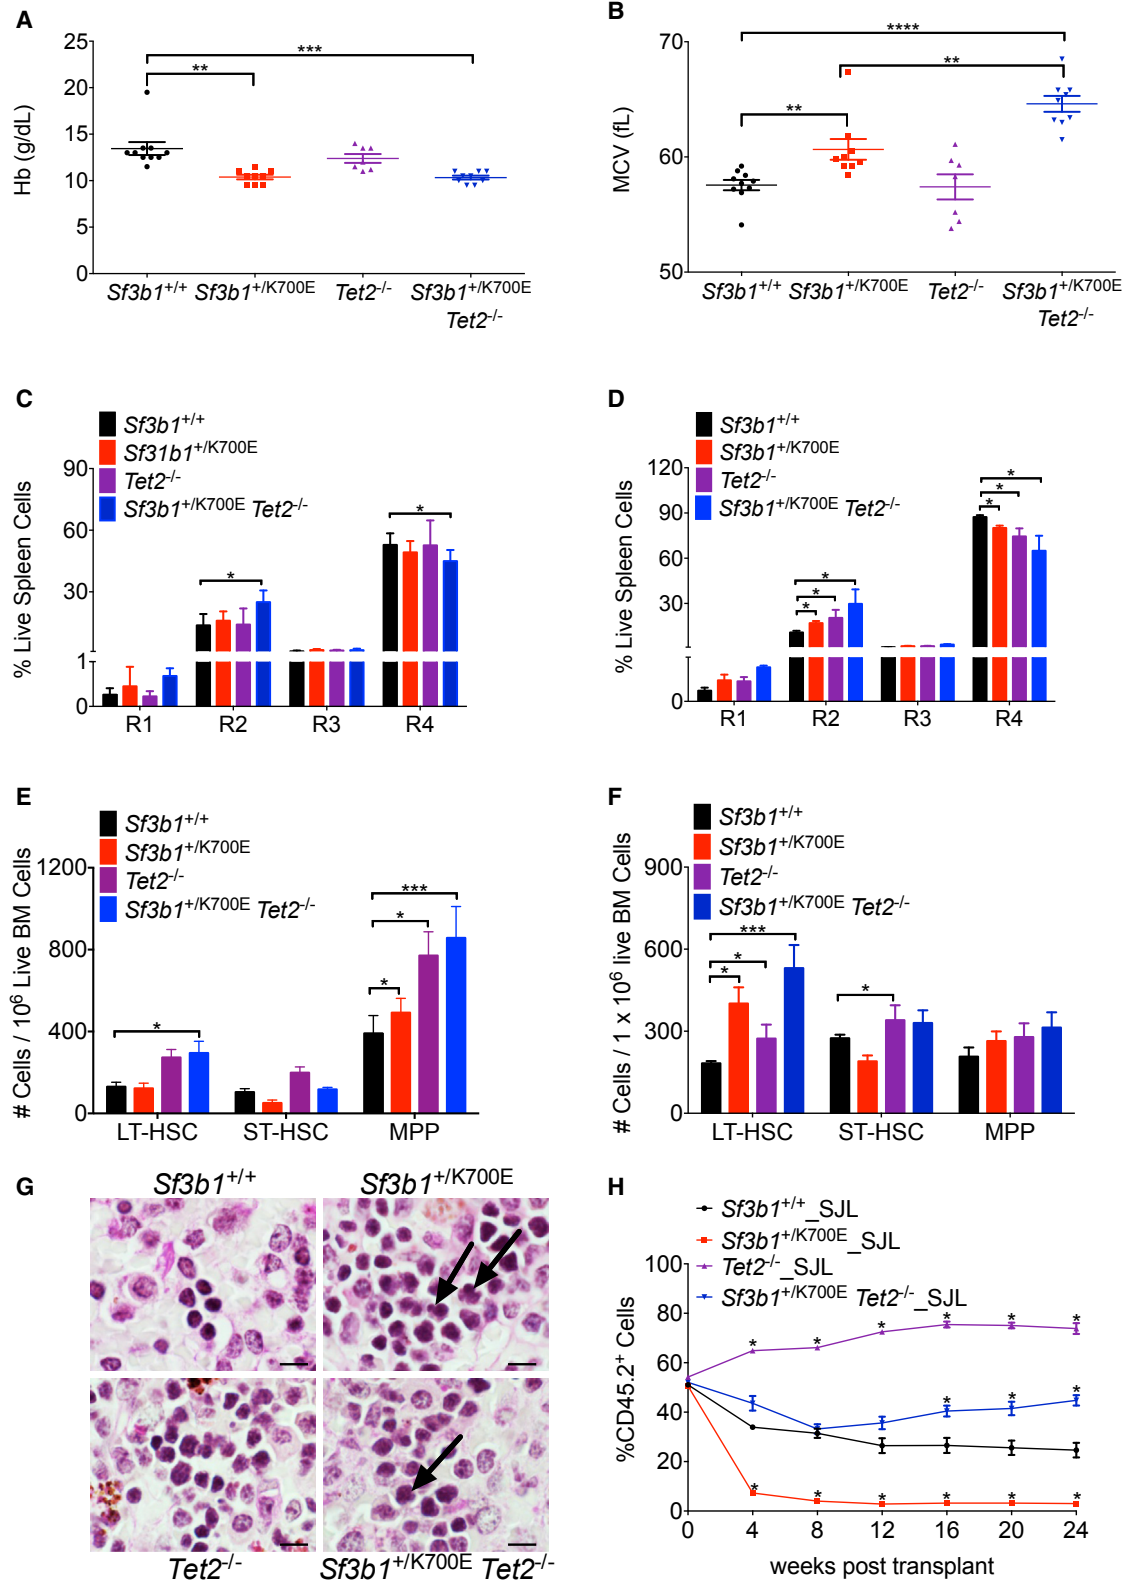 A
Hb (g/dL)
25
20
15
10
5
0
***
**
Sf3b1+/+
Sf3b1+/K700E
Tet2-/-
Sf3b1+/K700E
Tet2-/-
B
MCV (fL)
70
60
50
****
**
**
Sf3b1+/+
Sf3b1+/K700E
Tet2-/-
Sf3b1+/K700E
Tet2-/-
C
Sf3b1+/+
Sf31b1+/K700E
Tet2-/-
Sf3b1+/K700E Tet2-/-
% Live Spleen Cells
90
60
30
1
0
*
*
R1 R2 R3 R4
D
Sf3b1+/+
Sf3b1+/K700E
Tet2-/-
Sf3b1+/K700E Tet2-/-
% Live Spleen Cells
120
90
60
30
0
*
*
*
*
*
*
R1 R2 R3 R4
E
Sf3b1+/+
Sf3b1+/K700E
Tet2-/-
Sf3b1+/K700E Tet2-/-
# Cells / 10^6 Live BM Cells
1200
800
400
0
*
***
*
*
LT-HSC ST-HSC MPP
F
Sf3b1+/+
Sf3b1+/K700E
Tet2-/-
Sf3b1+/K700E Tet2-/-
# Cells / 1 x 10^6 live BM Cells
900
600
300
0
***
*
*
*
LT-HSC ST-HSC MPP
G
Sf3b1+/+
Sf3b1+/K700E
Tet2-/-
Sf3b1+/K700E Tet2-/-
H
Sf3b1+/+_SJL
Sf3b1+/K700E_SJL
Tet2-/-_SJL
Sf3b1+/K700E Tet2-/-_SJL
%CD45.2+ Cells
100
80
60
40
20
0
* * * * * *
* * *
* * * * * *
0 4 8 12 16 20 24
weeks post transplant